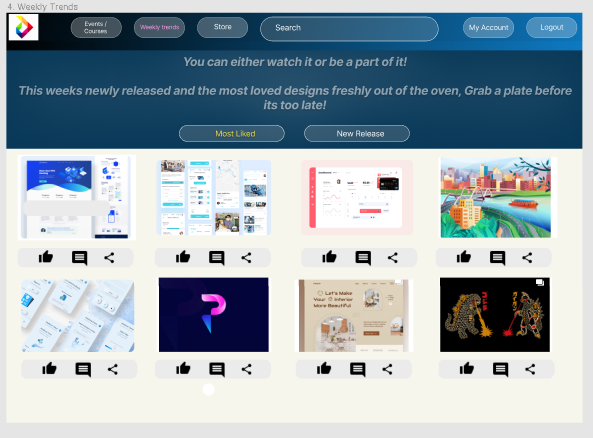 4. Weekly Trends
Events /
Courses
Weekly trends
Store
Search
My Account
Logout
You can either watch it or be a part of it!
This weeks newly released and the most loved designs freshly out of the oven, Grab a plate before
its too late!
Most Liked
New Release
Let's Make
Your Interior
More Beautiful